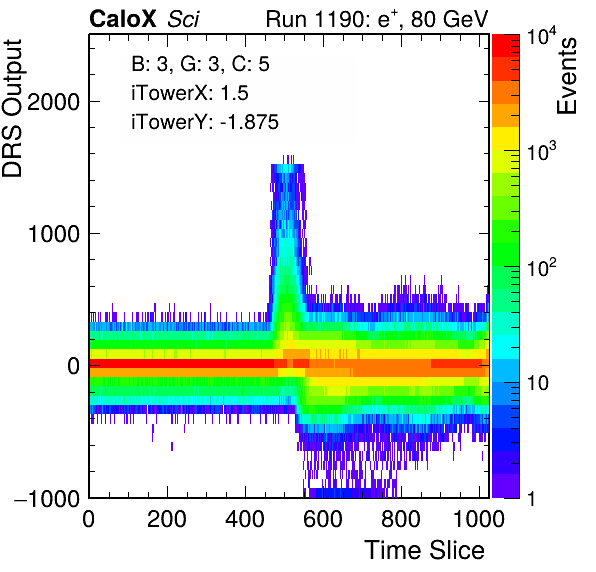 CaloX Sci Run 1190: e⁺, 80 GeV
B: 3, G: 3, C: 5
iTowerX: 1.5
iTowerY: -1.875
DRS Output
2000
1000
0
−1000
0 200 400 600 800 1000
Time Slice
Events
10⁴
10³
10²
10
1